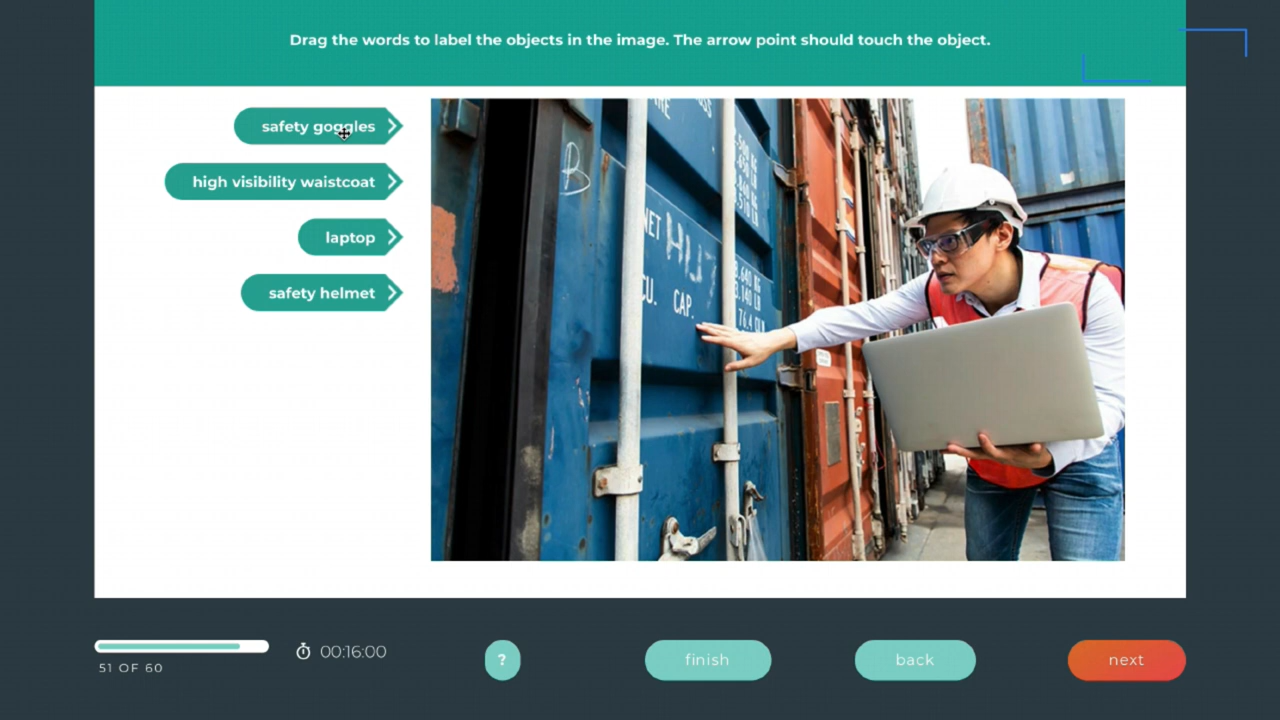 Drag the words to label the objects in the image. The arrow point should touch the object.
safety goggles
high visibility waistcoat
laptop
safety helmet
B
NET
CU. CAP.
51 OF 60
00:16:00
?
finish
back
next